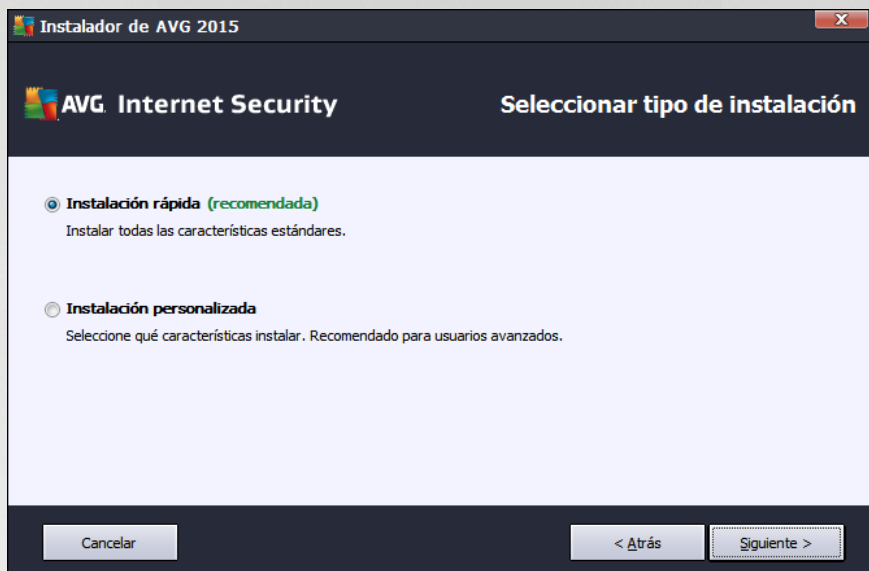 Instalador de AVG 2015
AVG. Internet Security
Seleccionar tipo de instalación
Instalación rápida (recomendada)
Instalar todas las características estándares.
Instalación personalizada
Seleccione qué características instalar. Recomendado para usuarios avanzados.
Cancelar
< Atrás
Siguiente >